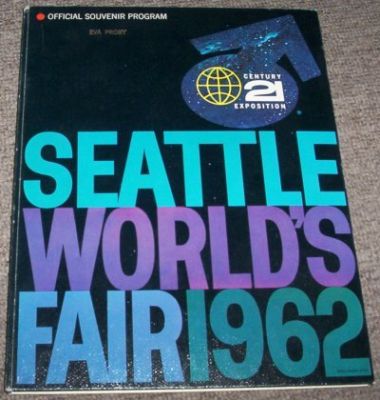 OFFICIAL SOUVENIR PROGRAM
EVA PROBY
CENTURY
21
EXPOSITION
SEATTLE
WORLD'S
FAIR 1962